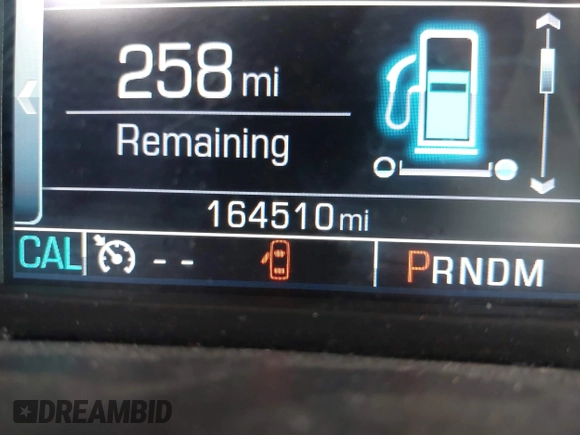 258 mi
Remaining
164510 mi
CAL -- PRNDM
DREAMBID